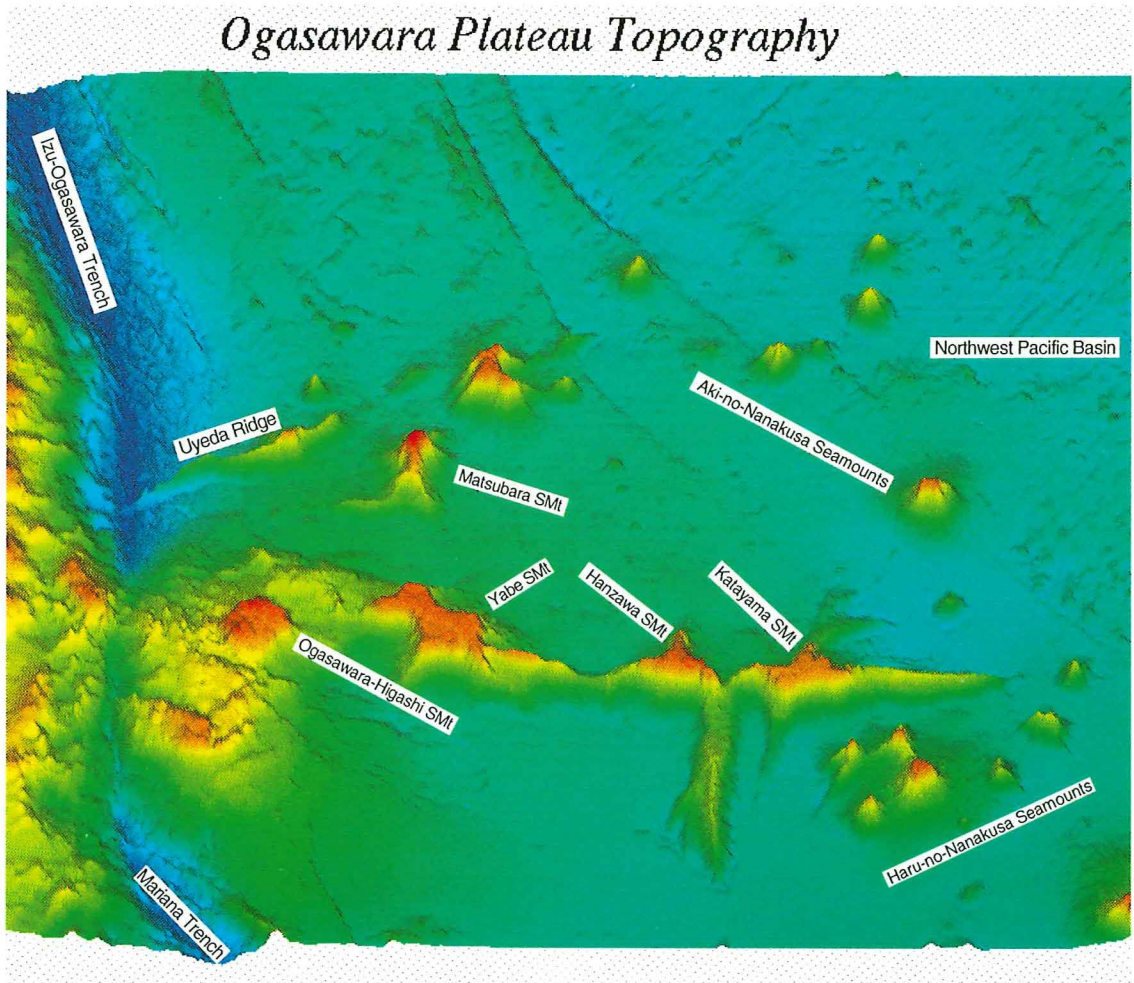 Ogasawara Plateau Topography
Izu-Ogasawara Trench
Northwest Pacific Basin
Aki-no-Nanakusa Seamounts
Uyeda Ridge
Matsubara SMt
Yabe SMt
Hanzawa SMt
Katayama SMt
Ogasawara-Higashi SMt
Haru-no-Nanakusa Seamounts
Mariana Trench